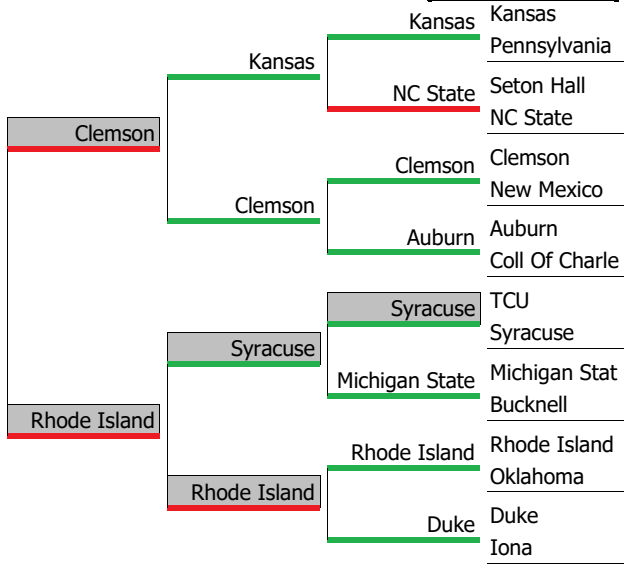 Kansas
Kansas
Pennsylvania
Kansas
NC State
Seton Hall
NC State
Clemson
Clemson
Clemson
New Mexico
Clemson
Auburn
Auburn
Coll Of Charle
Syracuse
TCU
Syracuse
Syracuse
Michigan State
Michigan Stat
Bucknell
Rhode Island
Rhode Island
Rhode Island
Oklahoma
Rhode Island
Duke
Duke
Iona